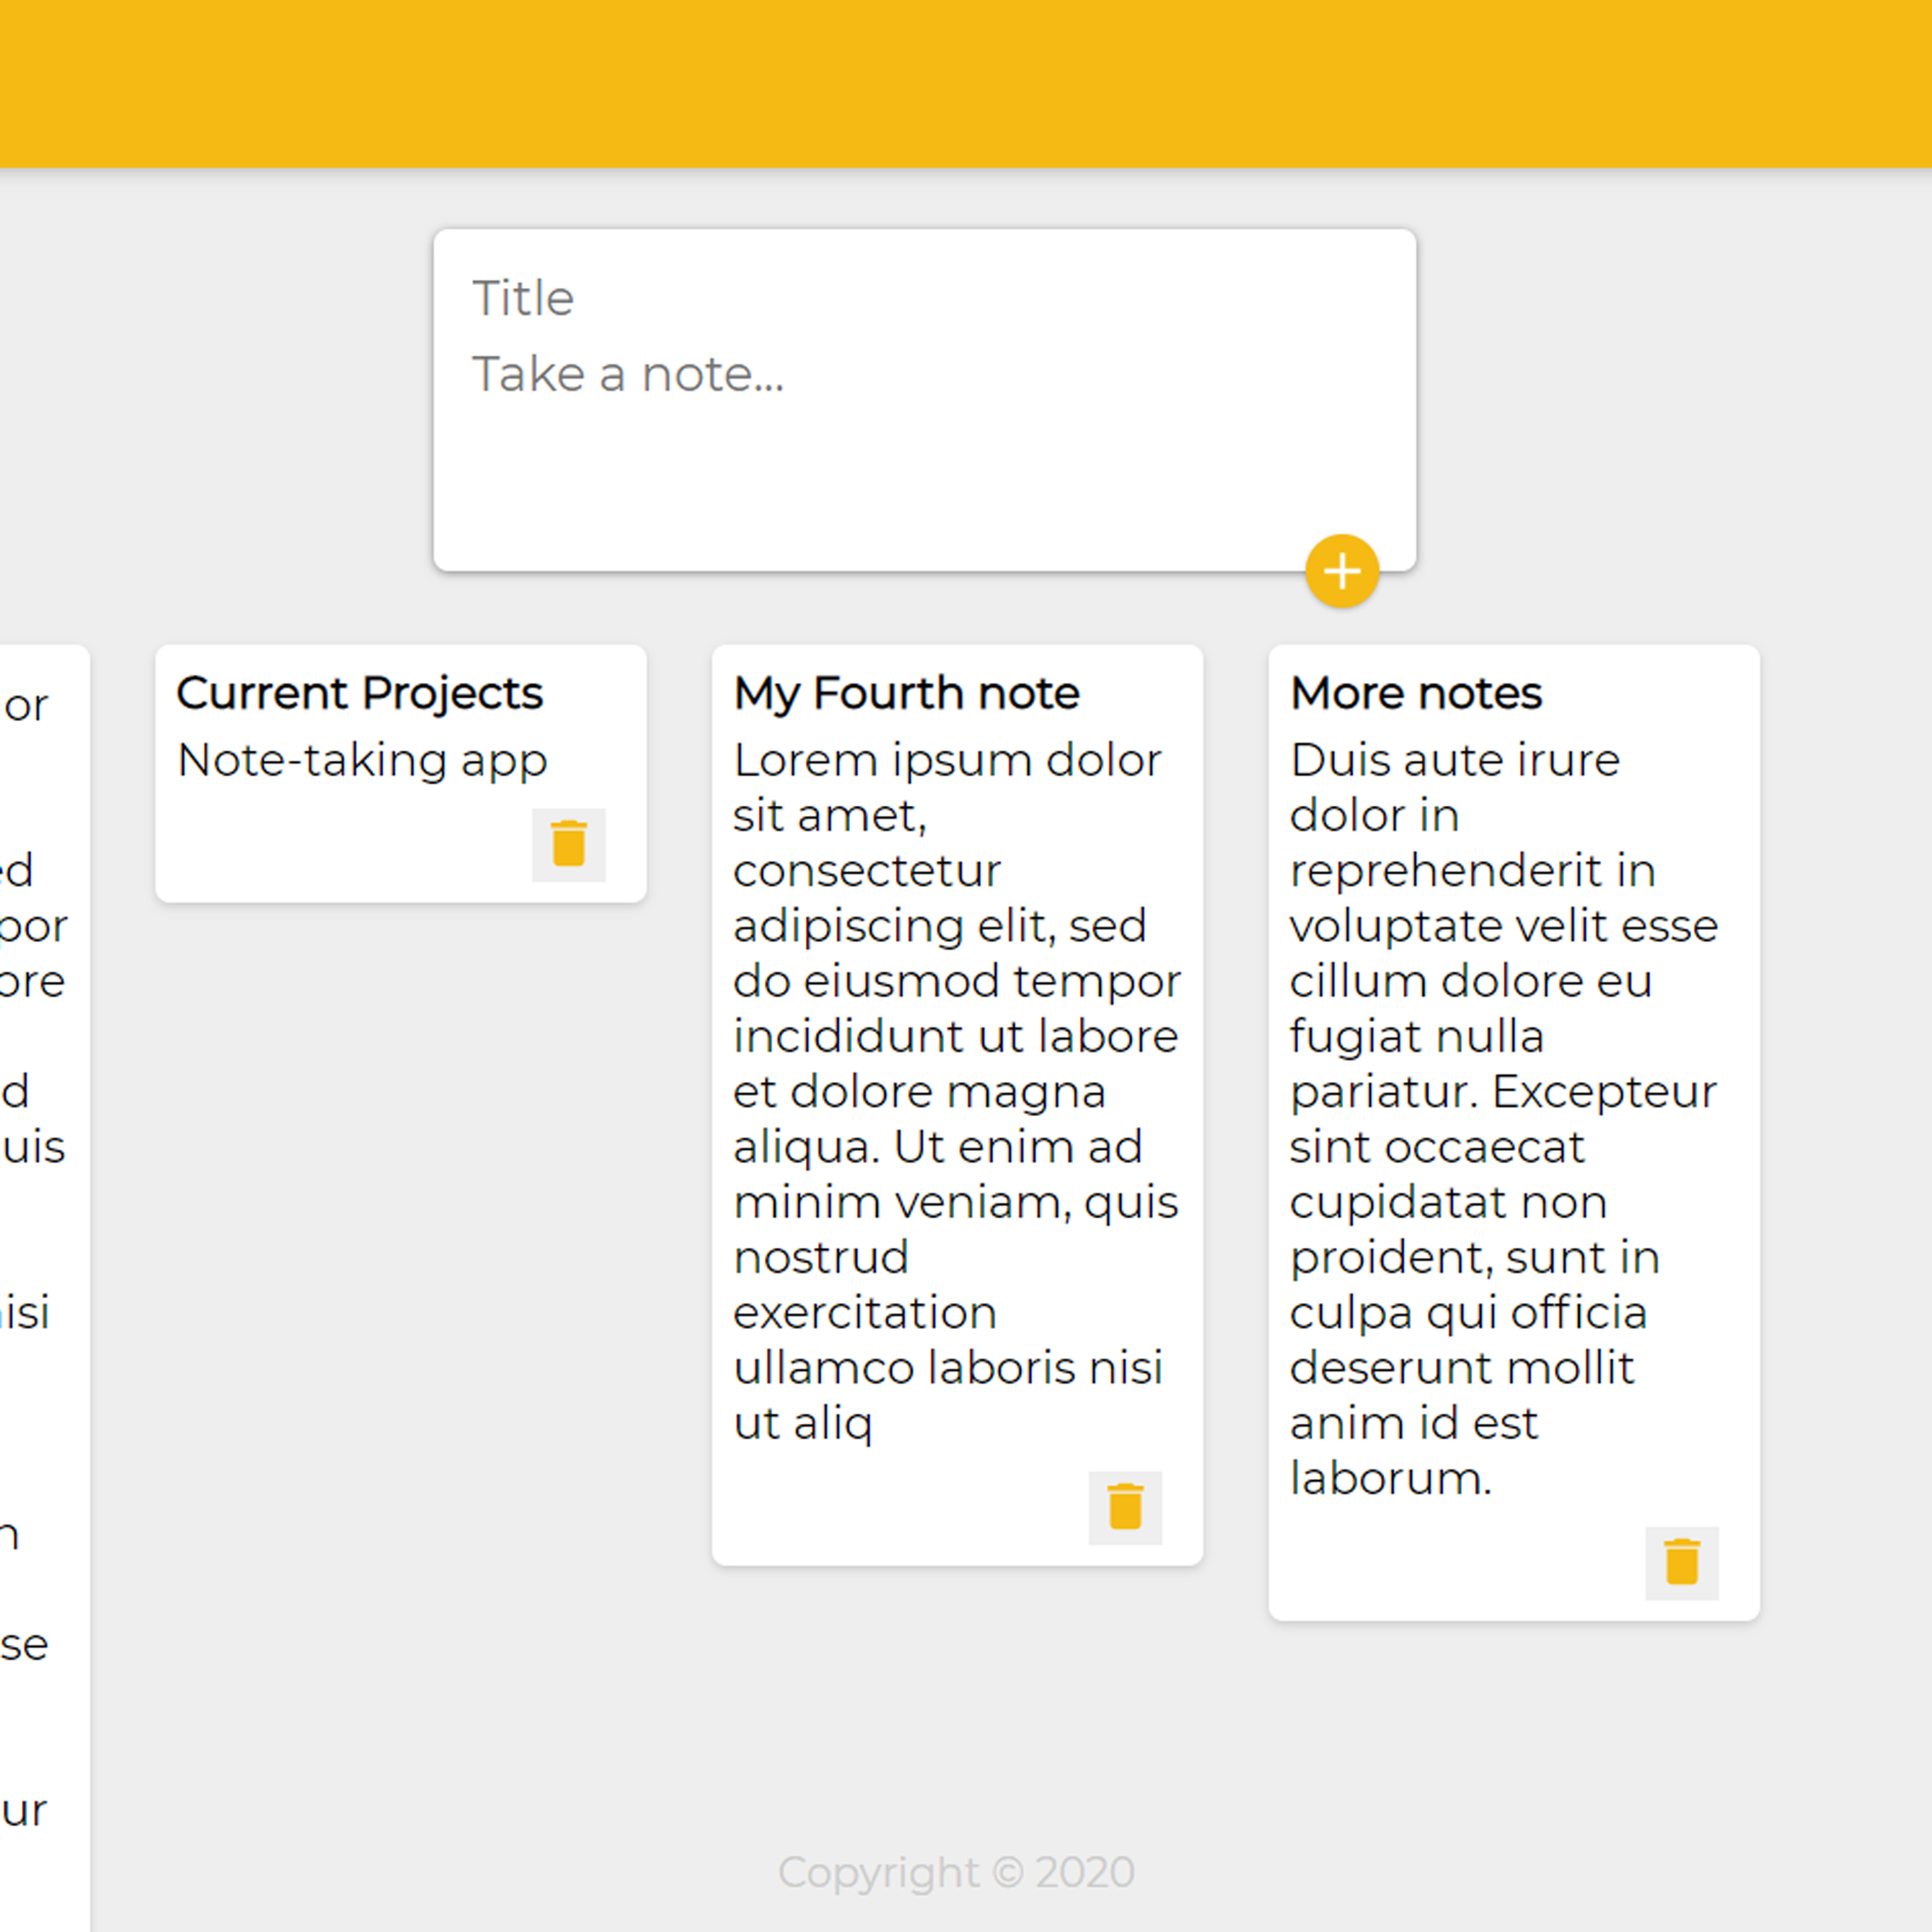 Title
Take a note...
or
por
ore
uis
se
ur
Current Projects
Note-taking app
My Fourth note
Lorem ipsum dolor
sit amet,
consectetur
adipiscing elit, sed
do eiusmod tempor
incididunt ut labore
et dolore magna
aliqua. Ut enim ad
minim veniam, quis
nostrud
exercitation
ullamco laboris nisi
ut aliq
More notes
Duis aute irure
dolor in
reprehenderit in
voluptate velit esse
cillum dolore eu
fugiat nulla
pariatur. Excepteur
sint occaecat
cupidatat non
proident, sunt in
culpa qui officia
deserunt mollit
anim id est
laborum.
Copyright © 2020